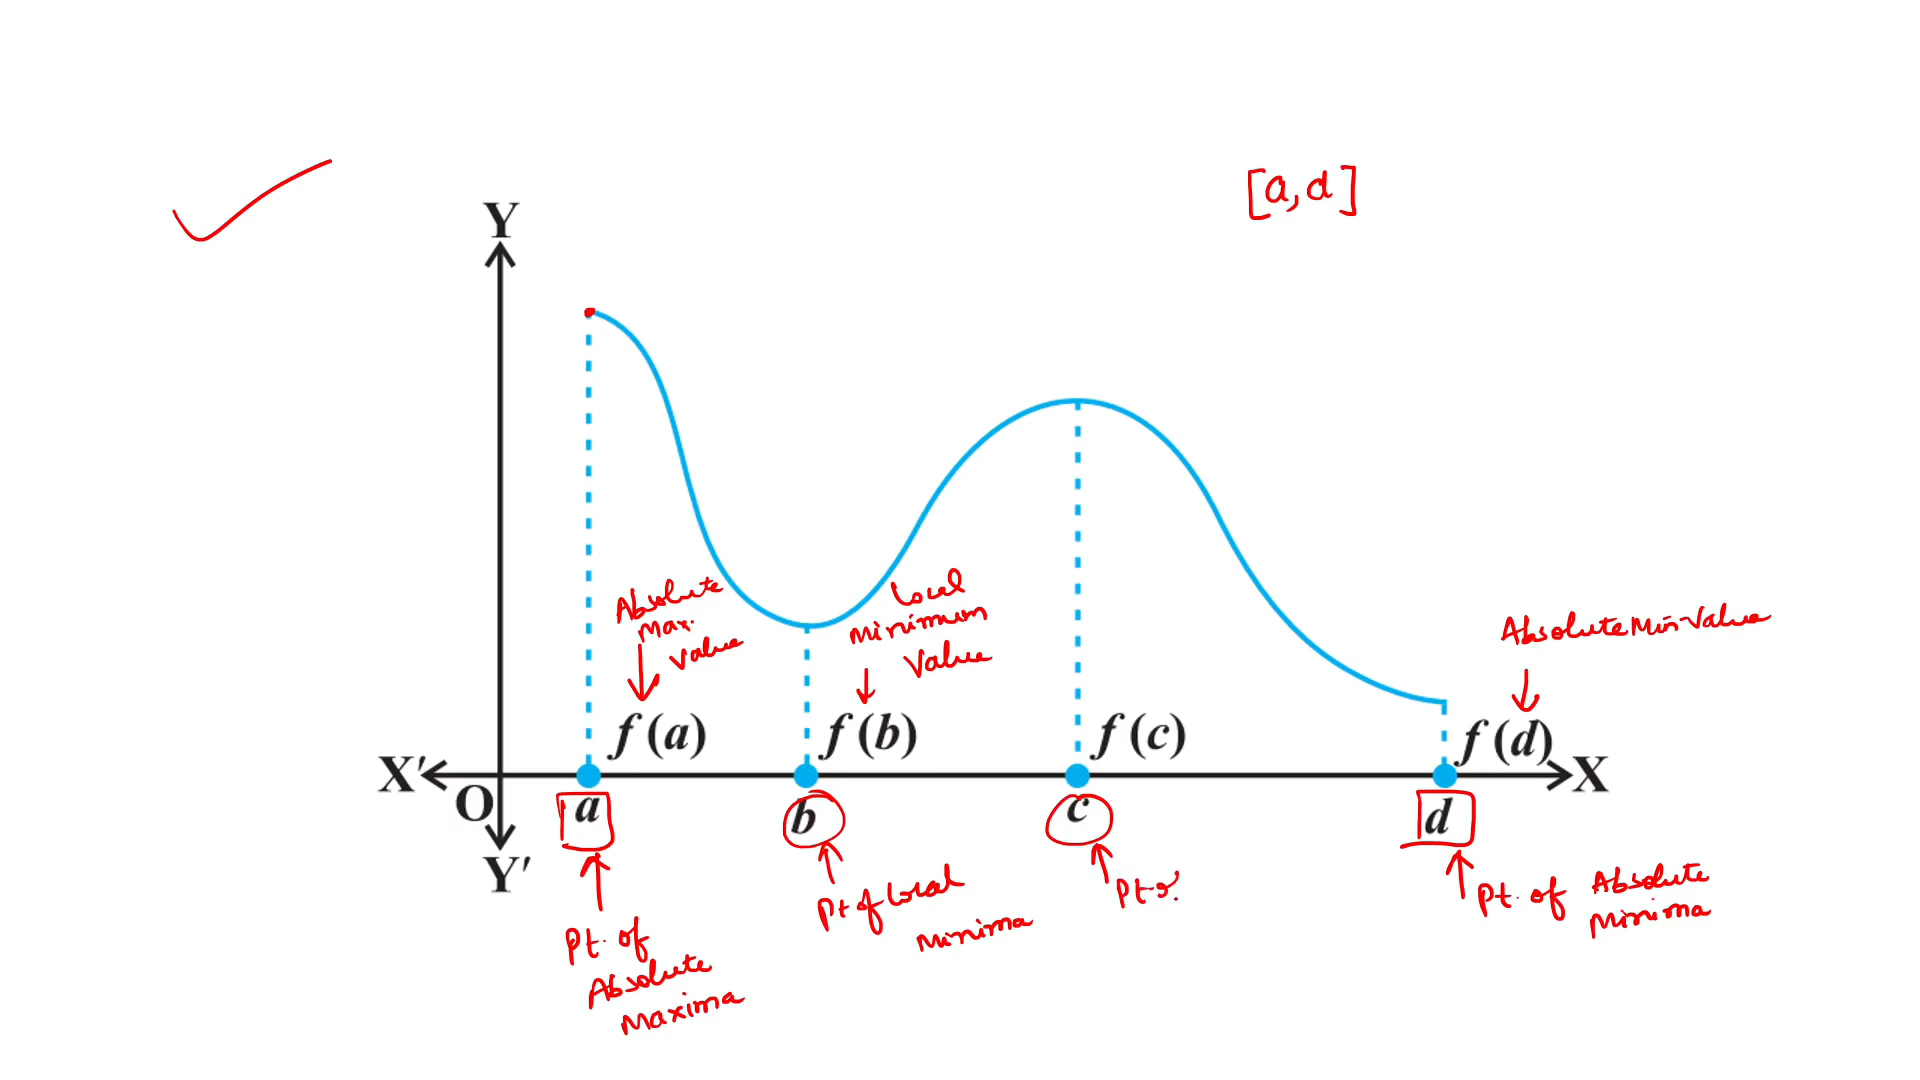 [a, d]
Y
Absolute
Max.
Value
Local
Minimum
Value
Absolute Min Value
f (a)
f (b)
f (c)
f (d)
X′
O
X
a
b
c
d
Y′
Pt. of
Absolute
Maxima
Pt of Local
Minima
Pt.
Pt. of Absolute
Minima